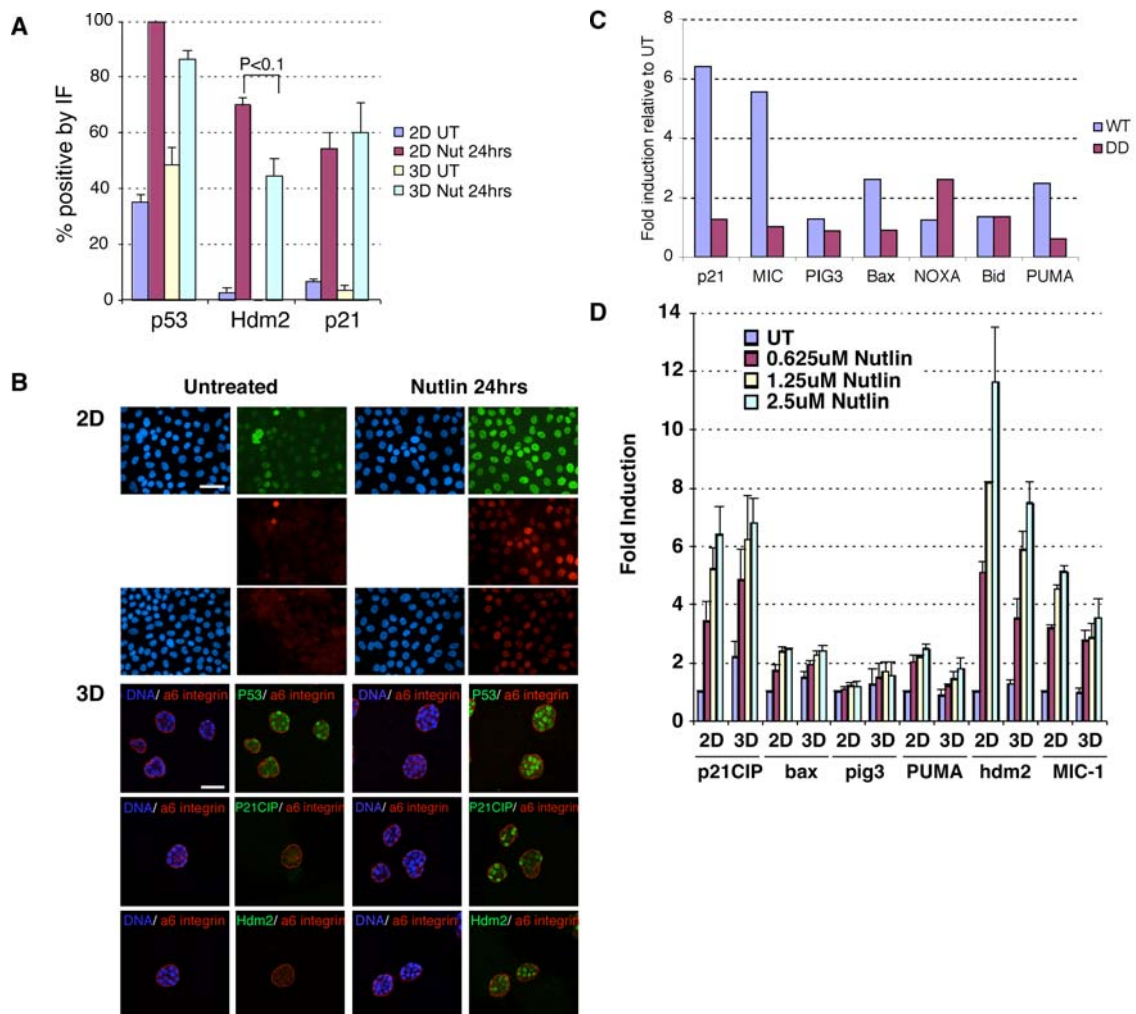 A
% positive by IF
100
80
60
40
20
0
P<0.1
p53 Hdm2 p21
2D UT
2D Nut 24hrs
3D UT
3D Nut 24hrs
B
Untreated Nutlin 24hrs
2D
3D
DNA/ a6 integrin P53/ a6 integrin DNA/ a6 integrin P53/ a6 integrin
DNA/ a6 integrin P21CIP/ a6 integrin DNA/ a6 integrin P21CIP/ a6 integrin
DNA/ a6 integrin Hdm2/ a6 integrin DNA/ a6 integrin Hdm2/ a6 integrin
C
Fold induction relative to UT
8
6
4
2
0
p21 MIC PIG3 Bax NOXA Bid PUMA
WT
DD
D
Fold Induction
14
12
10
8
6
4
2
0
UT
0.625uM Nutlin
1.25uM Nutlin
2.5uM Nutlin
2D 3D 2D 3D 2D 3D 2D 3D 2D 3D 2D 3D
p21CIP bax pig3 PUMA hdm2 MIC-1